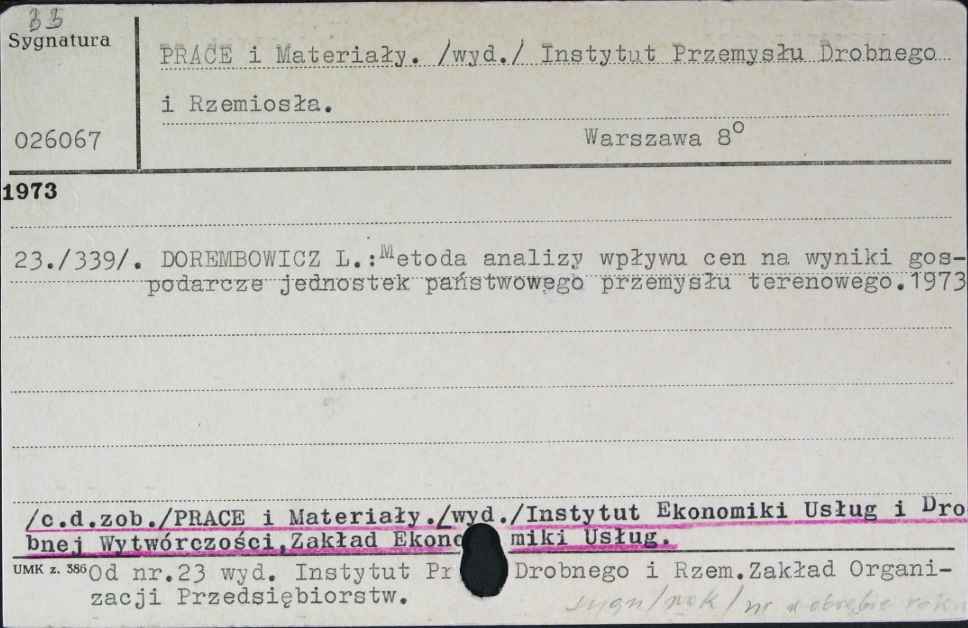 33
Sygnatura
PRACE i Materiały. /wyd./ Instytut Przemysłu Drobnego
i Rzemiosła.
026067
Warszawa 8°
1973
23./339/. DOREMBOWICZ L.:Metoda analizy wpływu cen na wyniki gos-
podarcze jednostek państwowego przemysłu terenowego.1973
/c.d.zob./PRACE i Materiały./wyd./Instytut Ekonomiki Usług i Dro
bnej Wytwórczości,Zakład Ekono miki Usług.
UMK z. 386 Od nr.23 wyd. Instytut Pr Drobnego i Rzem.Zakład Organi-
zacji Przedsiębiorstw.
sygn/rok/nr w obrębie roku